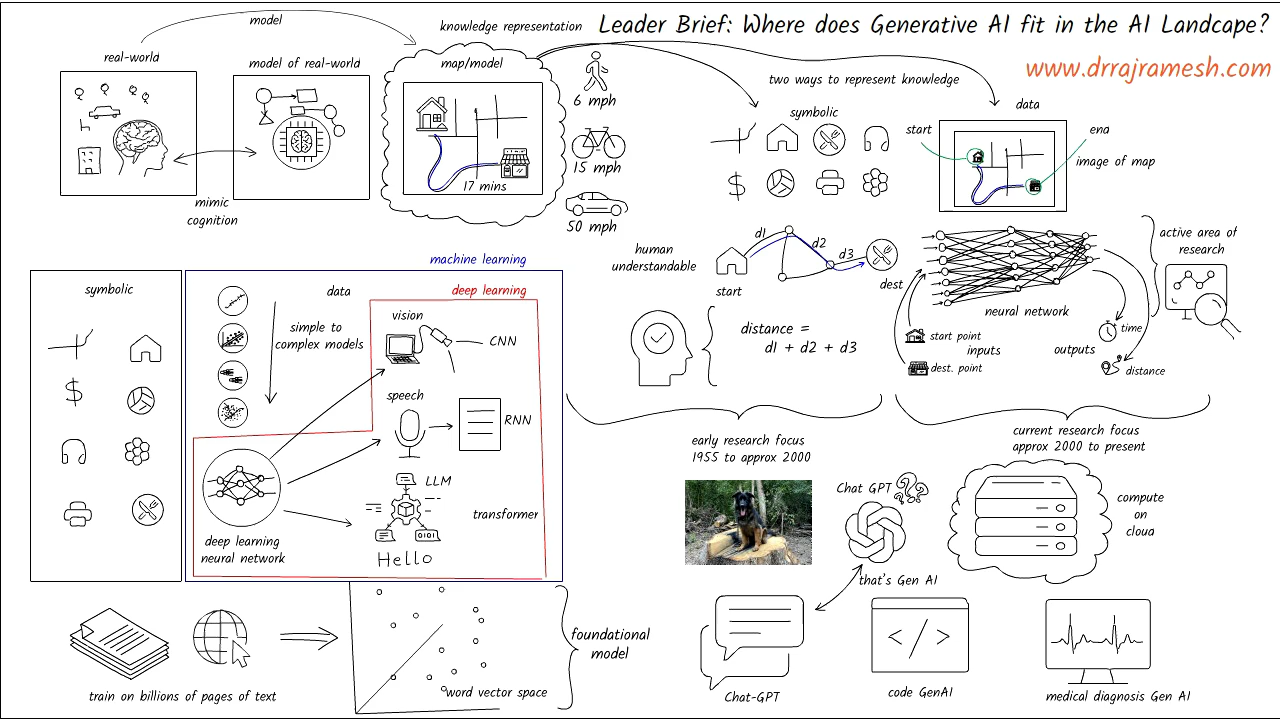 Leader Brief: Where does Generative AI fit in the AI Landcape?
www.drrajramesh.com
model
knowledge representation
real-world
model of real-world
map/model
17 mins
mimic
cognition
6 mph
15 mph
50 mph
two ways to represent knowledge
symbolic
data
start
ena
image of map
$
human
understandable
start
d1
d2
d3
dest
distance =
d1 + d2 + d3
neural network
start point
inputs
dest. point
outputs
time
distance
active area of
research
early research focus
1955 to approx 2000
current research focus
approx 2000 to present
machine learning
symbolic
$
data
simple to
complex models
deep learning
vision
CNN
speech
RNN
LLM
transformer
0101
Hello
deep learning
neural network
train on billions of pages of text
word vector space
foundational
model
Chat GPT
???
that's Gen AI
compute
on
cloua
Chat-GPT
</>
code GenAI
medical diagnosis Gen AI